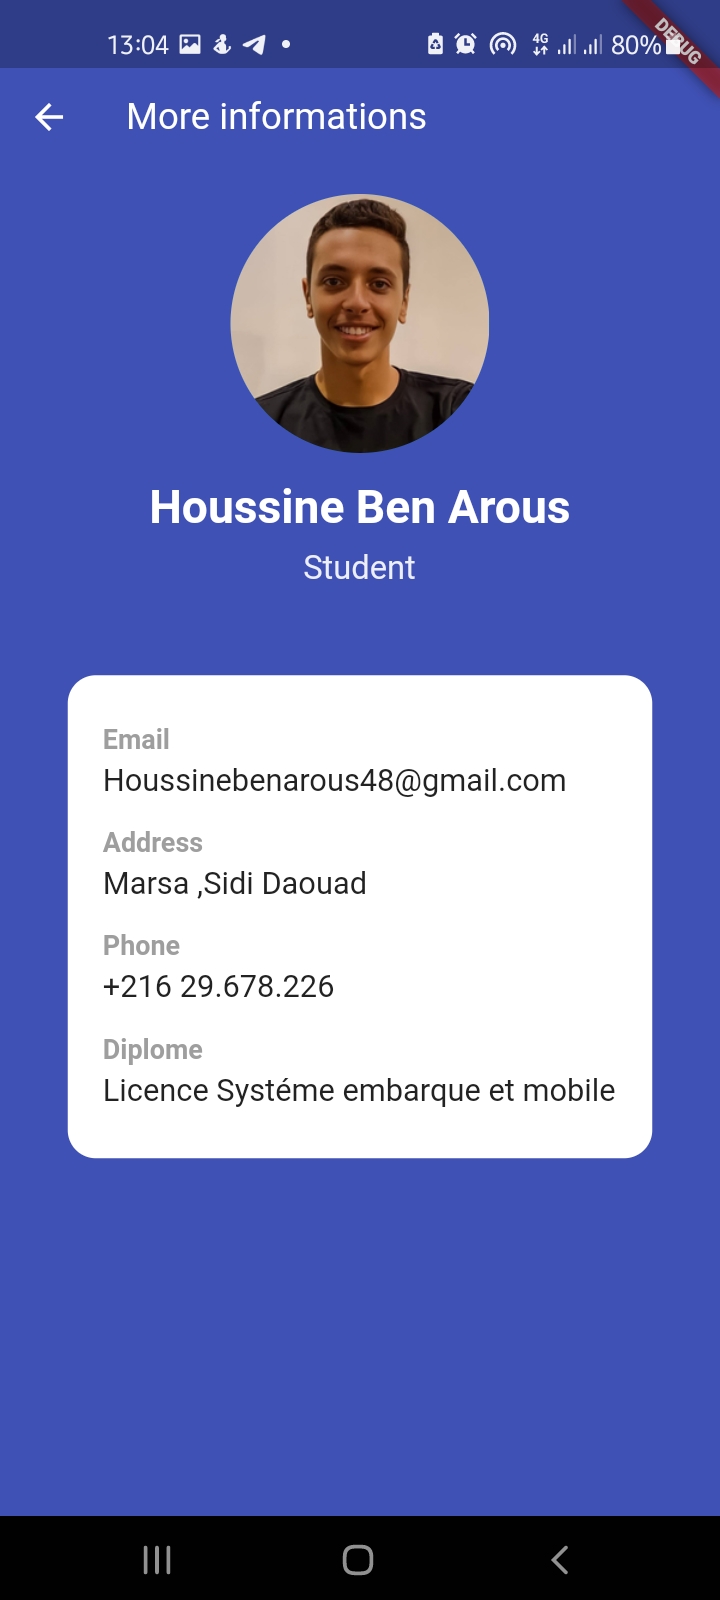 13:04
4G
80%
DEBUG
More informations
Houssine Ben Arous
Student
Email
Houssinebenarous48@gmail.com
Address
Marsa ,Sidi Daouad
Phone
+216 29.678.226
Diplome
Licence Systéme embarque et mobile